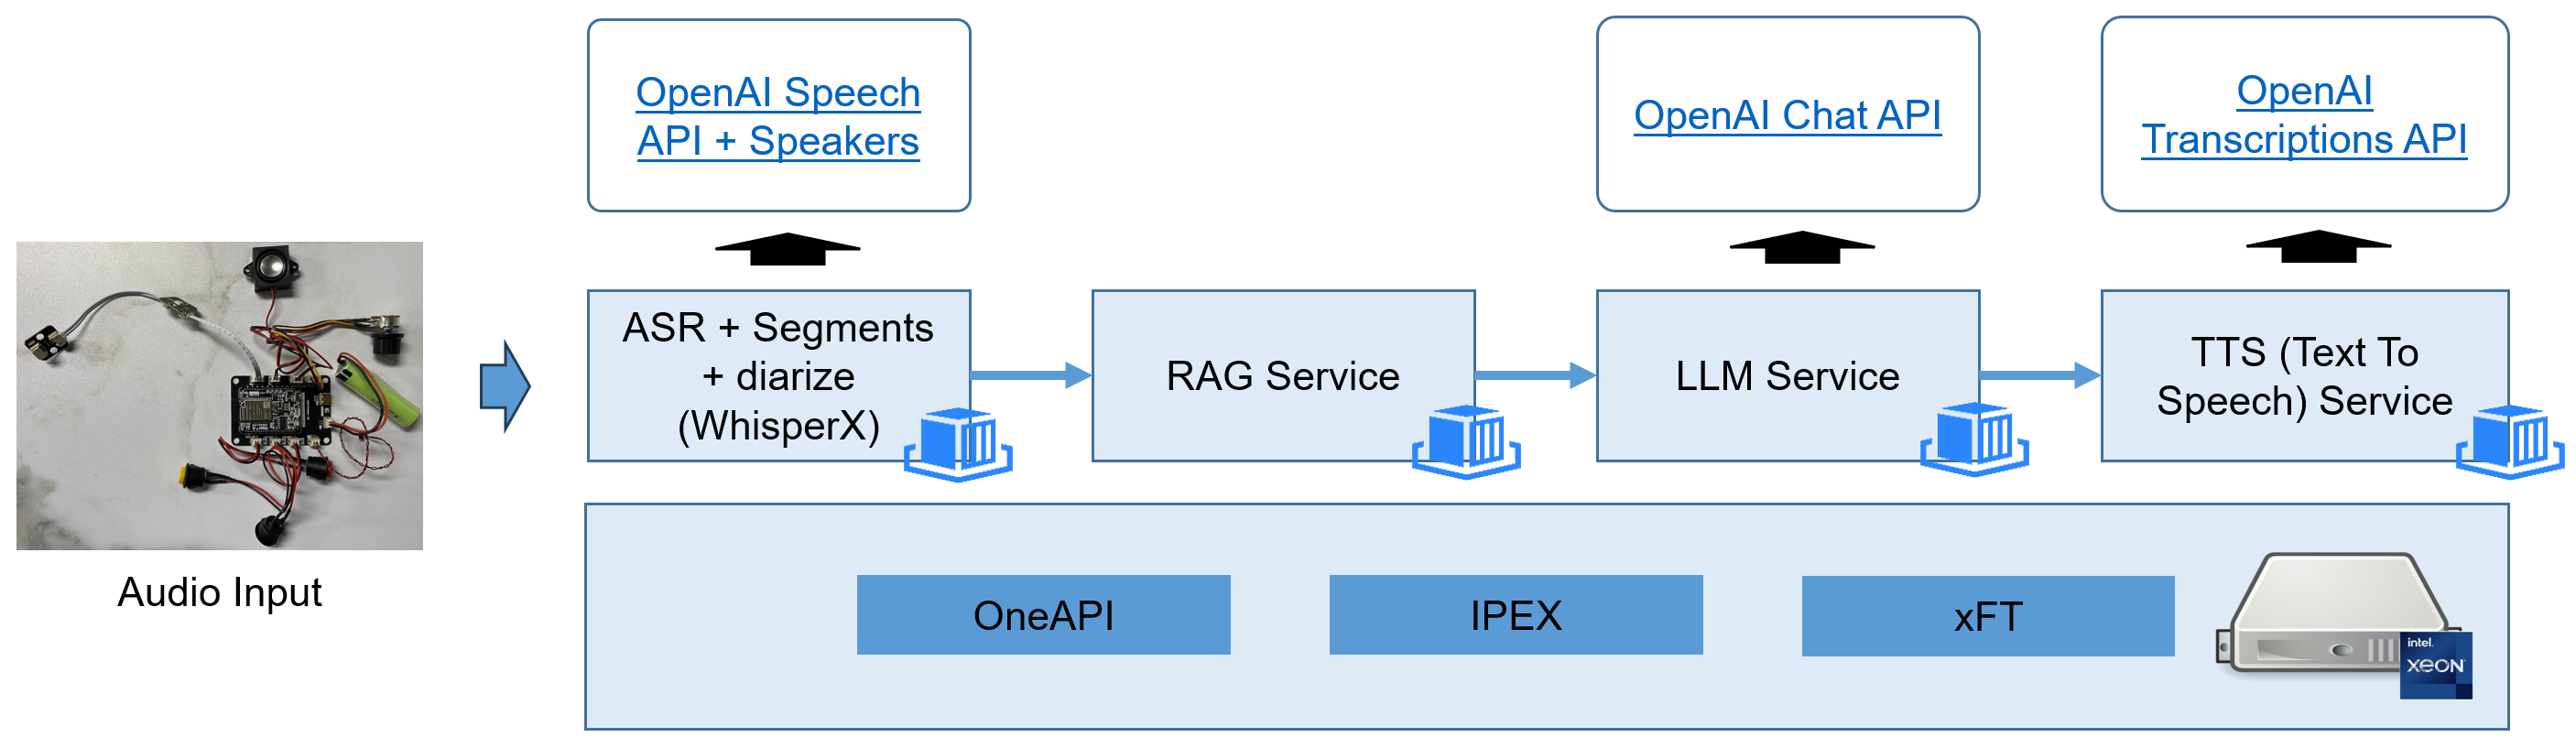 OpenAI Speech
API + Speakers
OpenAI Chat API
OpenAI
Transcriptions API
ASR + Segments
+ diarize
(WhisperX)
RAG Service
LLM Service
TTS (Text To
Speech) Service
Audio Input
OneAPI
IPEX
xFT
intel.
XEON